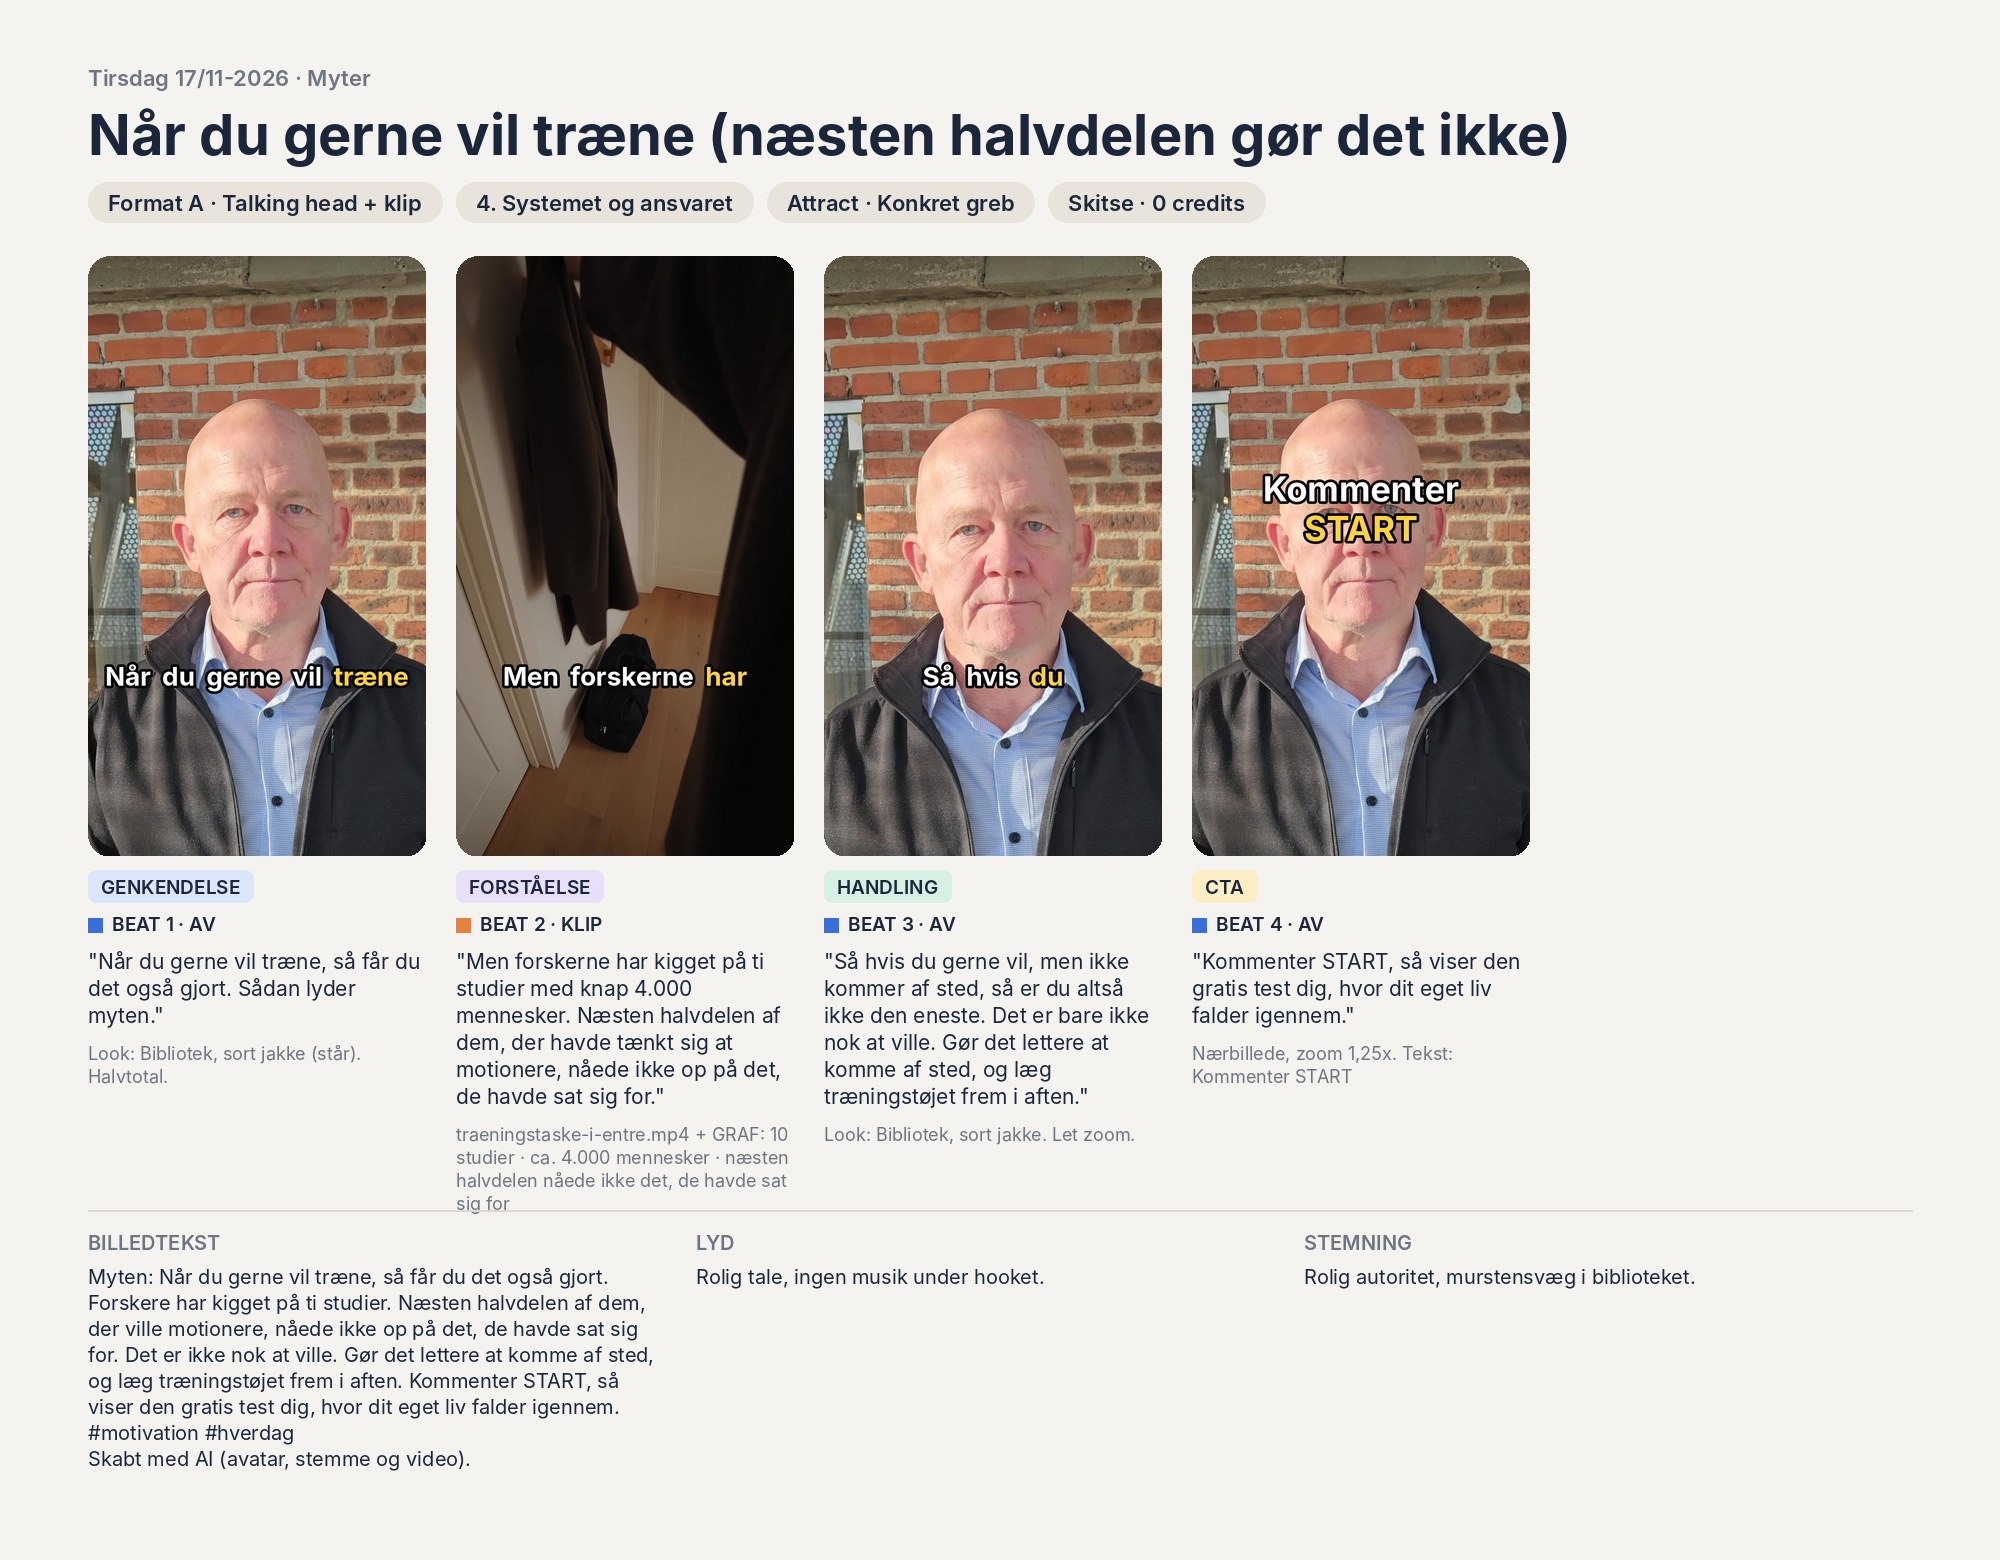 Tirsdag 17/11-2026 · Myter
Når du gerne vil træne (næsten halvdelen gør det ikke)
Format A · Talking head + klip
4. Systemet og ansvaret
Attract · Konkret greb
Skitse · 0 credits
Når du gerne vil træne
Men forskerne har
Så hvis du
Kommenter
START
GENKENDELSE
BEAT 1 · AV
"Når du gerne vil træne, så får du
det også gjort. Sådan lyder
myten."
Look: Bibliotek, sort jakke (står).
Halvtotal.
FORSTÅELSE
BEAT 2 · KLIP
"Men forskerne har kigget på ti
studier med knap 4.000
mennesker. Næsten halvdelen af
dem, der havde tænkt sig at
motionere, nåede ikke op på det,
de havde sat sig for."
traeningstaske-i-entre.mp4 + GRAF: 10
studier · ca. 4.000 mennesker · næsten
halvdelen nåede ikke det, de havde sat
sig for
HANDLING
BEAT 3 · AV
"Så hvis du gerne vil, men ikke
kommer af sted, så er du altså
ikke den eneste. Det er bare ikke
nok at ville. Gør det lettere at
komme af sted, og læg
træningstøjet frem i aften."
Look: Bibliotek, sort jakke. Let zoom.
CTA
BEAT 4 · AV
"Kommenter START, så viser den
gratis test dig, hvor dit eget liv
falder igennem."
Nærbillede, zoom 1,25x. Tekst:
Kommenter START
BILLEDTEKST
Myten: Når du gerne vil træne, så får du det også gjort.
Forskere har kigget på ti studier. Næsten halvdelen af dem,
der ville motionere, nåede ikke op på det, de havde sat sig
for. Det er ikke nok at ville. Gør det lettere at komme af sted,
og læg træningstøjet frem i aften. Kommenter START, så
viser den gratis test dig, hvor dit eget liv falder igennem.
#motivation #hverdag
Skabt med AI (avatar, stemme og video).
LYD
Rolig tale, ingen musik under hooket.
STEMNING
Rolig autoritet, murstensvæg i biblioteket.